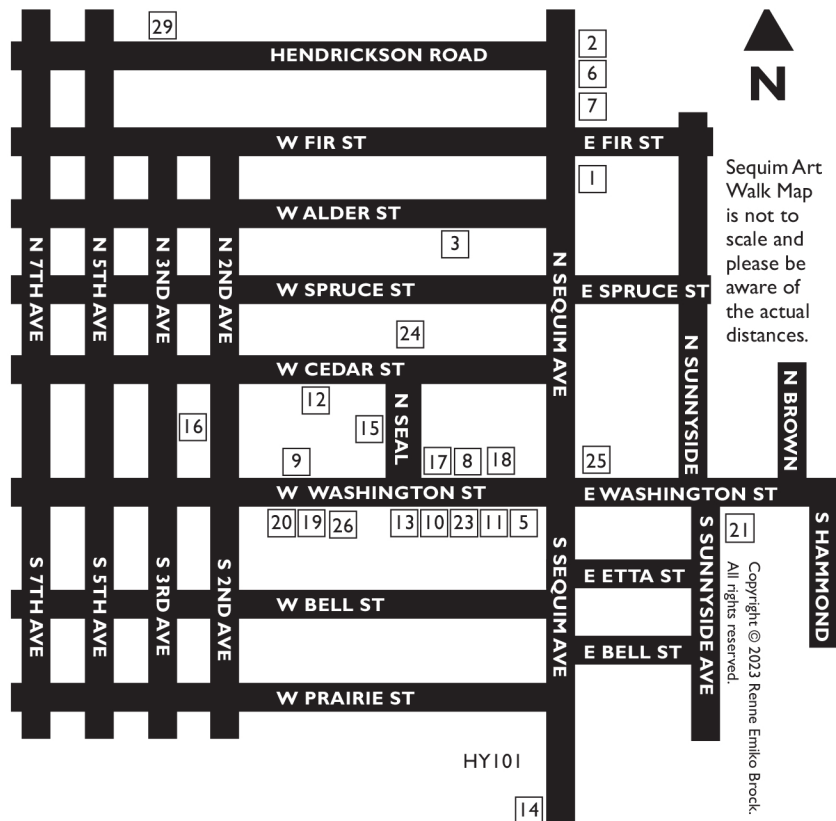 29
HENDRICKSON ROAD
2
6
7
N
W FIR ST
E FIR ST
1
Sequim Art
Walk Map
is not to
scale and
please be
aware of
the actual
distances.
W ALDER ST
3
N 7TH AVE
N 5TH AVE
N 3ND AVE
N 2ND AVE
N SEQUIM AVE
W SPRUCE ST
E SPRUCE ST
24
N SUNNYSIDE
W CEDAR ST
N BROWN
12
16
15
N SEAL
9
17
8
18
25
W WASHINGTON ST
E WASHINGTON ST
20
19
26
13
10
23
11
5
21
S 7TH AVE
S 5TH AVE
S 3RD AVE
S 2ND AVE
S SEQUIM AVE
S SUNNYSIDE AVE
S HAMMOND
E ETTA ST
W BELL ST
E BELL ST
W PRAIRIE ST
Copyright © 2023 Renne Emiko Brock.
All rights reserved.
HY101
14